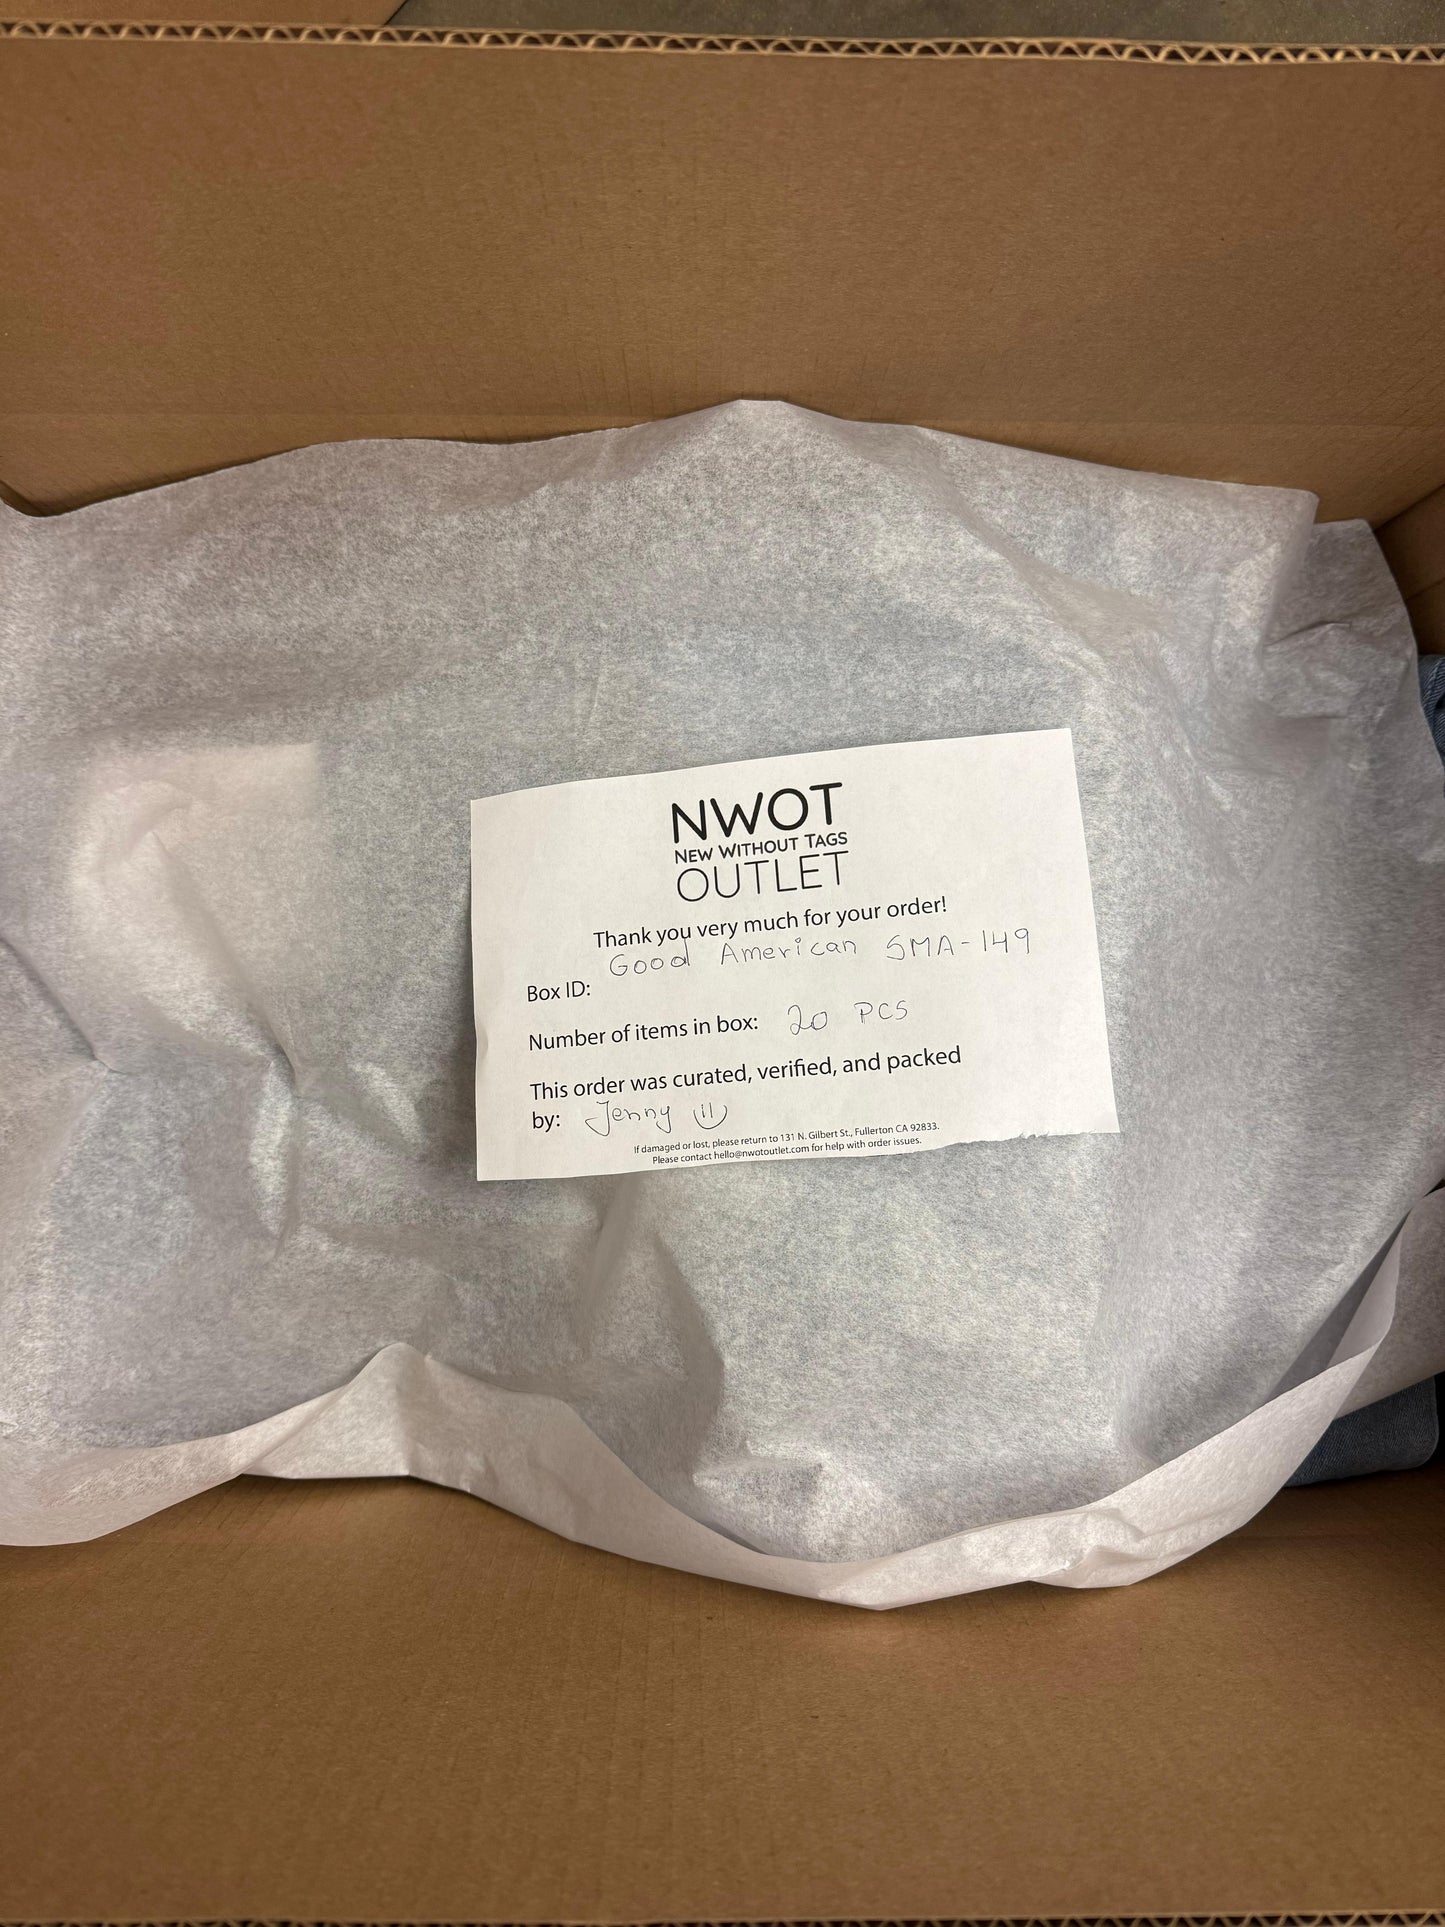 NWOT
NEW WITHOUT TAGS
OUTLET
Thank you very much for your order!
Good American SMA-149
Box ID:
Number of items in box: 20 PCS
This order was curated, verified, and packed
by: Jenny
If damaged or lost, please return to 131 N. Gilbert St., Fullerton CA 92833.
Please contact hello@nwotoutlet.com for help with order issues.